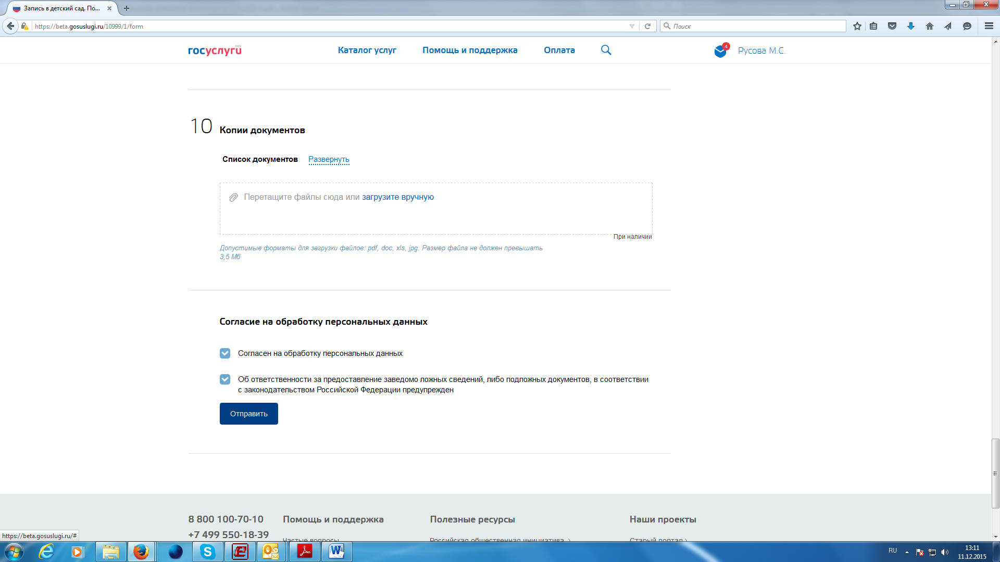 Запись в детский сад. По...
https://beta.gosuslugi.ru/10999/1/form
Поиск
госуслуги
beta
Каталог услуг
Помощь и поддержка
Оплата
4
Русова М.С.
10 Копии документов
Список документов Развернуть
Перетащите файлы сюда или загрузите вручную
При наличии
Допустимые форматы для загрузки файлов: pdf, doc, xls, jpg. Размер файла не должен превышать
3,5 Мб
Согласие на обработку персональных данных
Согласен на обработку персональных данных
Об ответственности за предоставление заведомо ложных сведений, либо подложных документов, в соответствии
с законодательством Российской Федерации предупрежден
Отправить
8 800 100-70-10
+7 499 550-18-39
Помощь и поддержка
Частые вопросы
Полезные ресурсы
Российская общественная инициатива
Наши проекты
Старый портал
https://beta.gosuslugi.ru/#
RU
13:11
11.12.2015